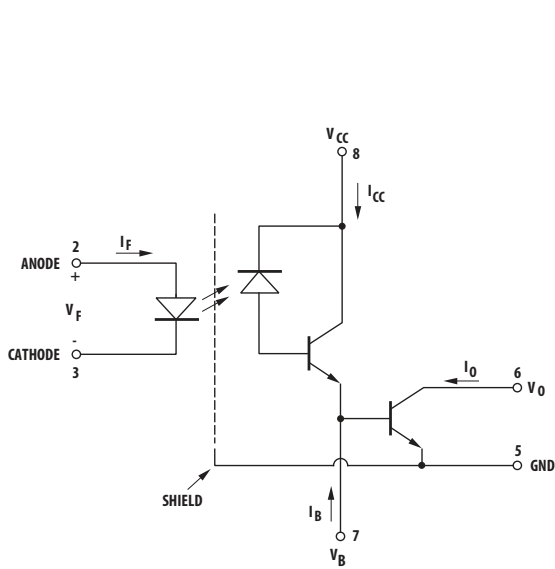 V CC
8
I CC
2
I F
ANODE
+
V F
-
CATHODE
3
I O
6
V O
5
GND
SHIELD
I B
7
V B